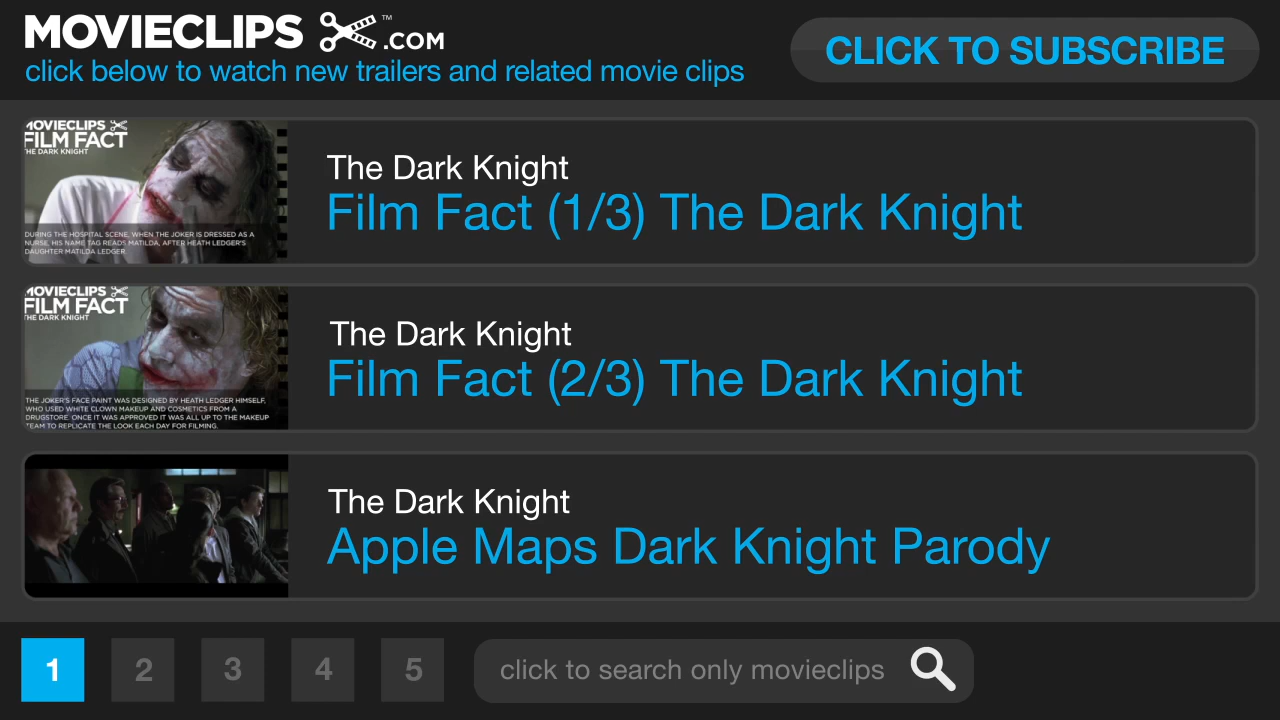 MOVIECLIPS ™ .COM
click below to watch new trailers and related movie clips
CLICK TO SUBSCRIBE
MOVIECLIPS
FILM FACT
THE DARK KNIGHT
DURING THE HOSPITAL SCENE, WHEN THE JOKER IS DRESSED AS A
NURSE, HIS NAME TAG READS MATILDA, AFTER HEATH LEDGER'S
DAUGHTER MATILDA LEDGER.
The Dark Knight
Film Fact (1/3) The Dark Knight
MOVIECLIPS
FILM FACT
THE DARK KNIGHT
THE JOKER'S FACE PAINT WAS DESIGNED BY HEATH LEDGER HIMSELF,
WHO USED WHITE CLOWN MAKEUP AND COSMETICS FROM A
DRUGSTORE. ONCE IT WAS APPROVED IT WAS ALL UP TO THE MAKEUP
TEAM TO REPLICATE THE LOOK EACH DAY FOR FILMING.
The Dark Knight
Film Fact (2/3) The Dark Knight
The Dark Knight
Apple Maps Dark Knight Parody
1 2 3 4 5
click to search only movieclips